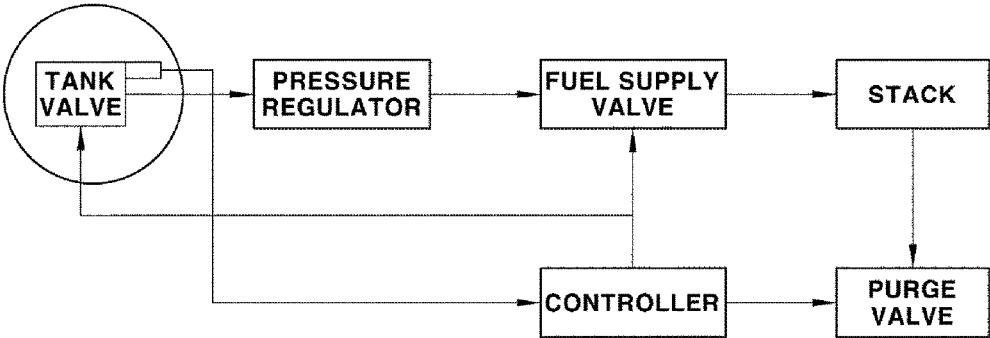 TANK
VALVE
PRESSURE
REGULATOR
FUEL SUPPLY
VALVE
STACK
CONTROLLER
PURGE
VALVE